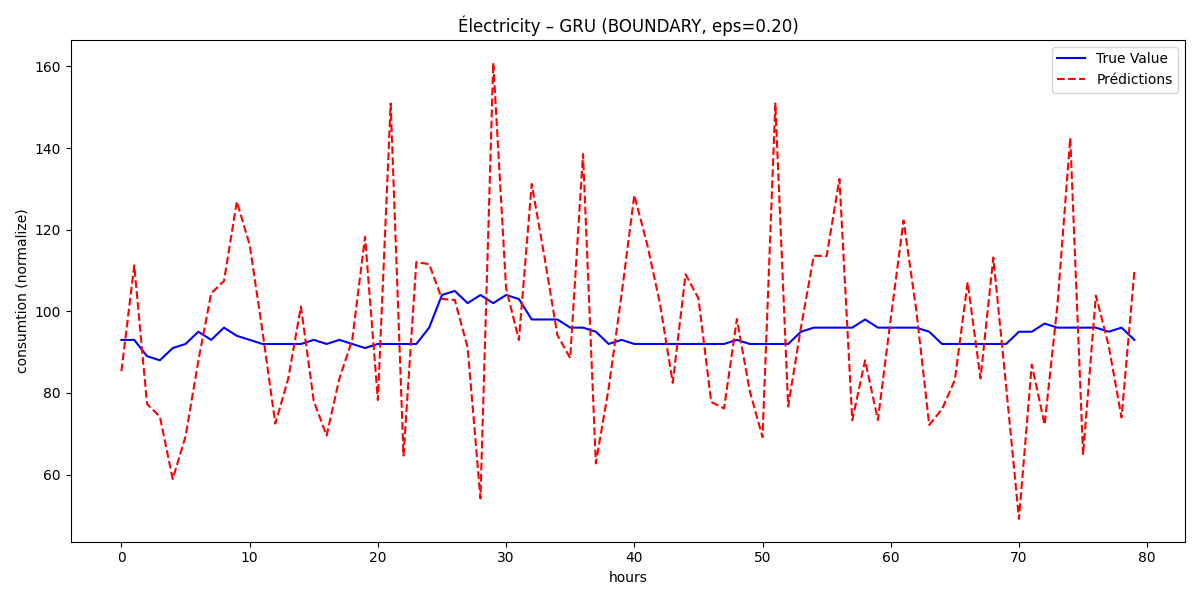 Électricity – GRU (BOUNDARY, eps=0.20)
True Value
Prédictions
consumtion (normalize)
160
140
120
100
80
60
0 10 20 30 40 50 60 70 80
hours